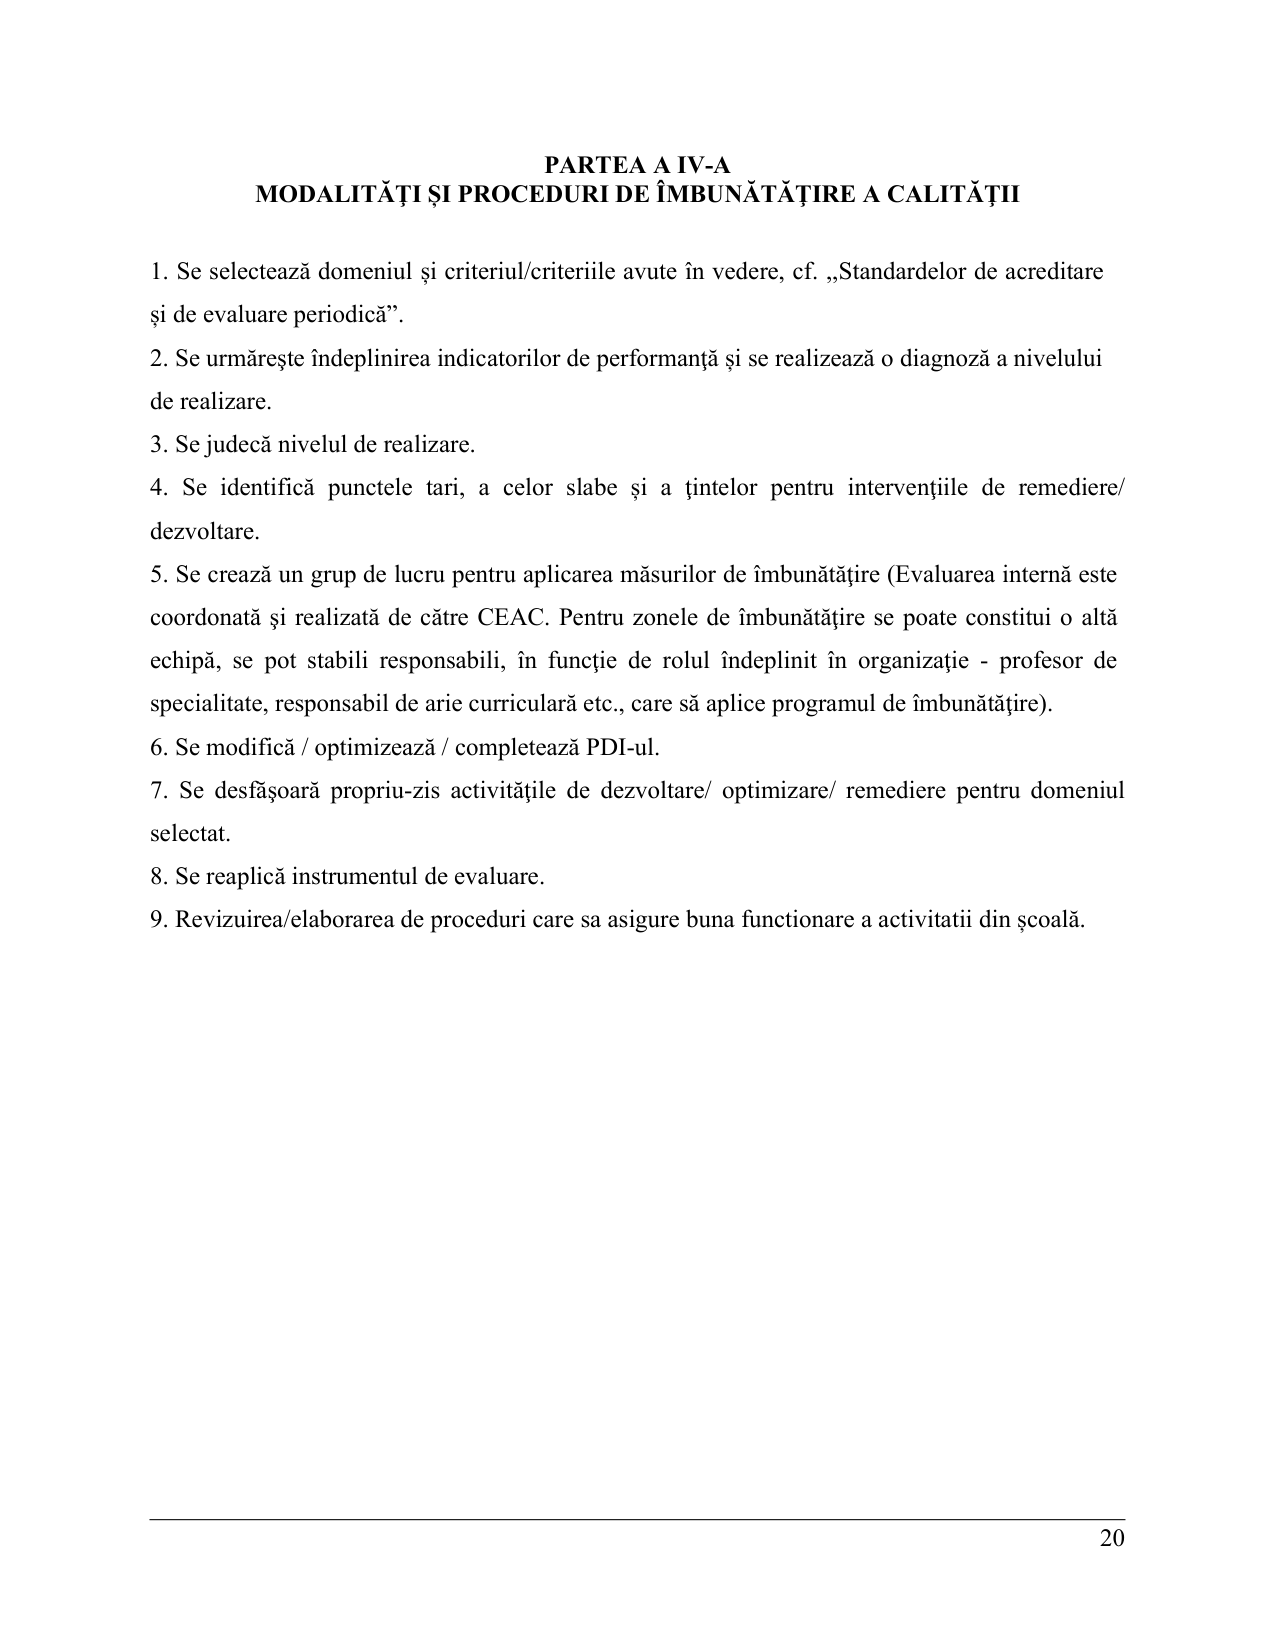 PARTEA A IV-A
MODALITĂŢI ȘI PROCEDURI DE ÎMBUNĂTĂŢIRE A CALITĂŢII
1. Se selectează domeniul și criteriul/criteriile avute în vedere, cf. ,,Standardelor de acreditare
și de evaluare periodică”.
2. Se urmăreşte îndeplinirea indicatorilor de performanţă și se realizează o diagnoză a nivelului
de realizare.
3. Se judecă nivelul de realizare.
4. Se identifică punctele tari, a celor slabe și a ţintelor pentru intervenţiile de remediere/
dezvoltare.
5. Se crează un grup de lucru pentru aplicarea măsurilor de îmbunătăţire (Evaluarea internă este
coordonată şi realizată de către CEAC. Pentru zonele de îmbunătăţire se poate constitui o altă
echipă, se pot stabili responsabili, în funcţie de rolul îndeplinit în organizaţie - profesor de
specialitate, responsabil de arie curriculară etc., care să aplice programul de îmbunătăţire).
6. Se modifică / optimizează / completează PDI-ul.
7. Se desfăşoară propriu-zis activităţile de dezvoltare/ optimizare/ remediere pentru domeniul
selectat.
8. Se reaplică instrumentul de evaluare.
9. Revizuirea/elaborarea de proceduri care sa asigure buna functionare a activitatii din școală.
20